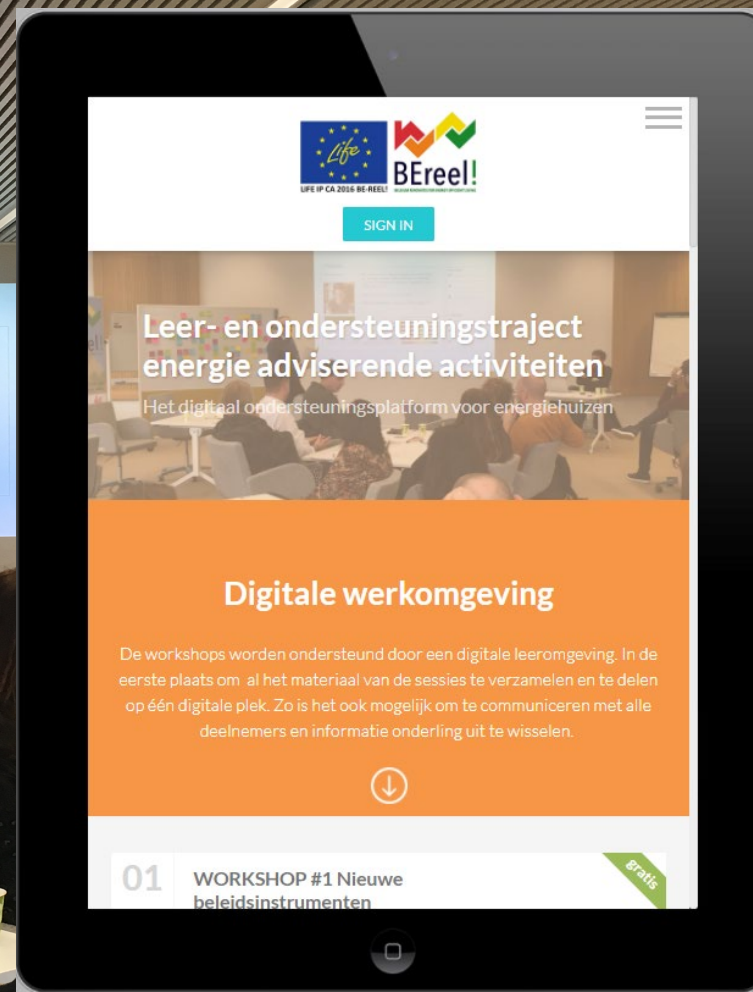 Life
LIFE IP CA 2016 BE-REEL!
BEreel!
SIGN IN
Leer- en ondersteuningstraject
energie adviserende activiteiten
Het digitaal ondersteuningsplatform voor energiehuizen
Digitale werkomgeving
De workshops worden ondersteund door een digitale leeromgeving. In de
eerste plaats om al het materiaal van de sessies te verzamelen en te delen
op één digitale plek. Zo is het ook mogelijk om te communiceren met alle
deelnemers en informatie onderling uit te wisselen.
01
WORKSHOP #1 Nieuwe
gratis
beleidsinstrumenten